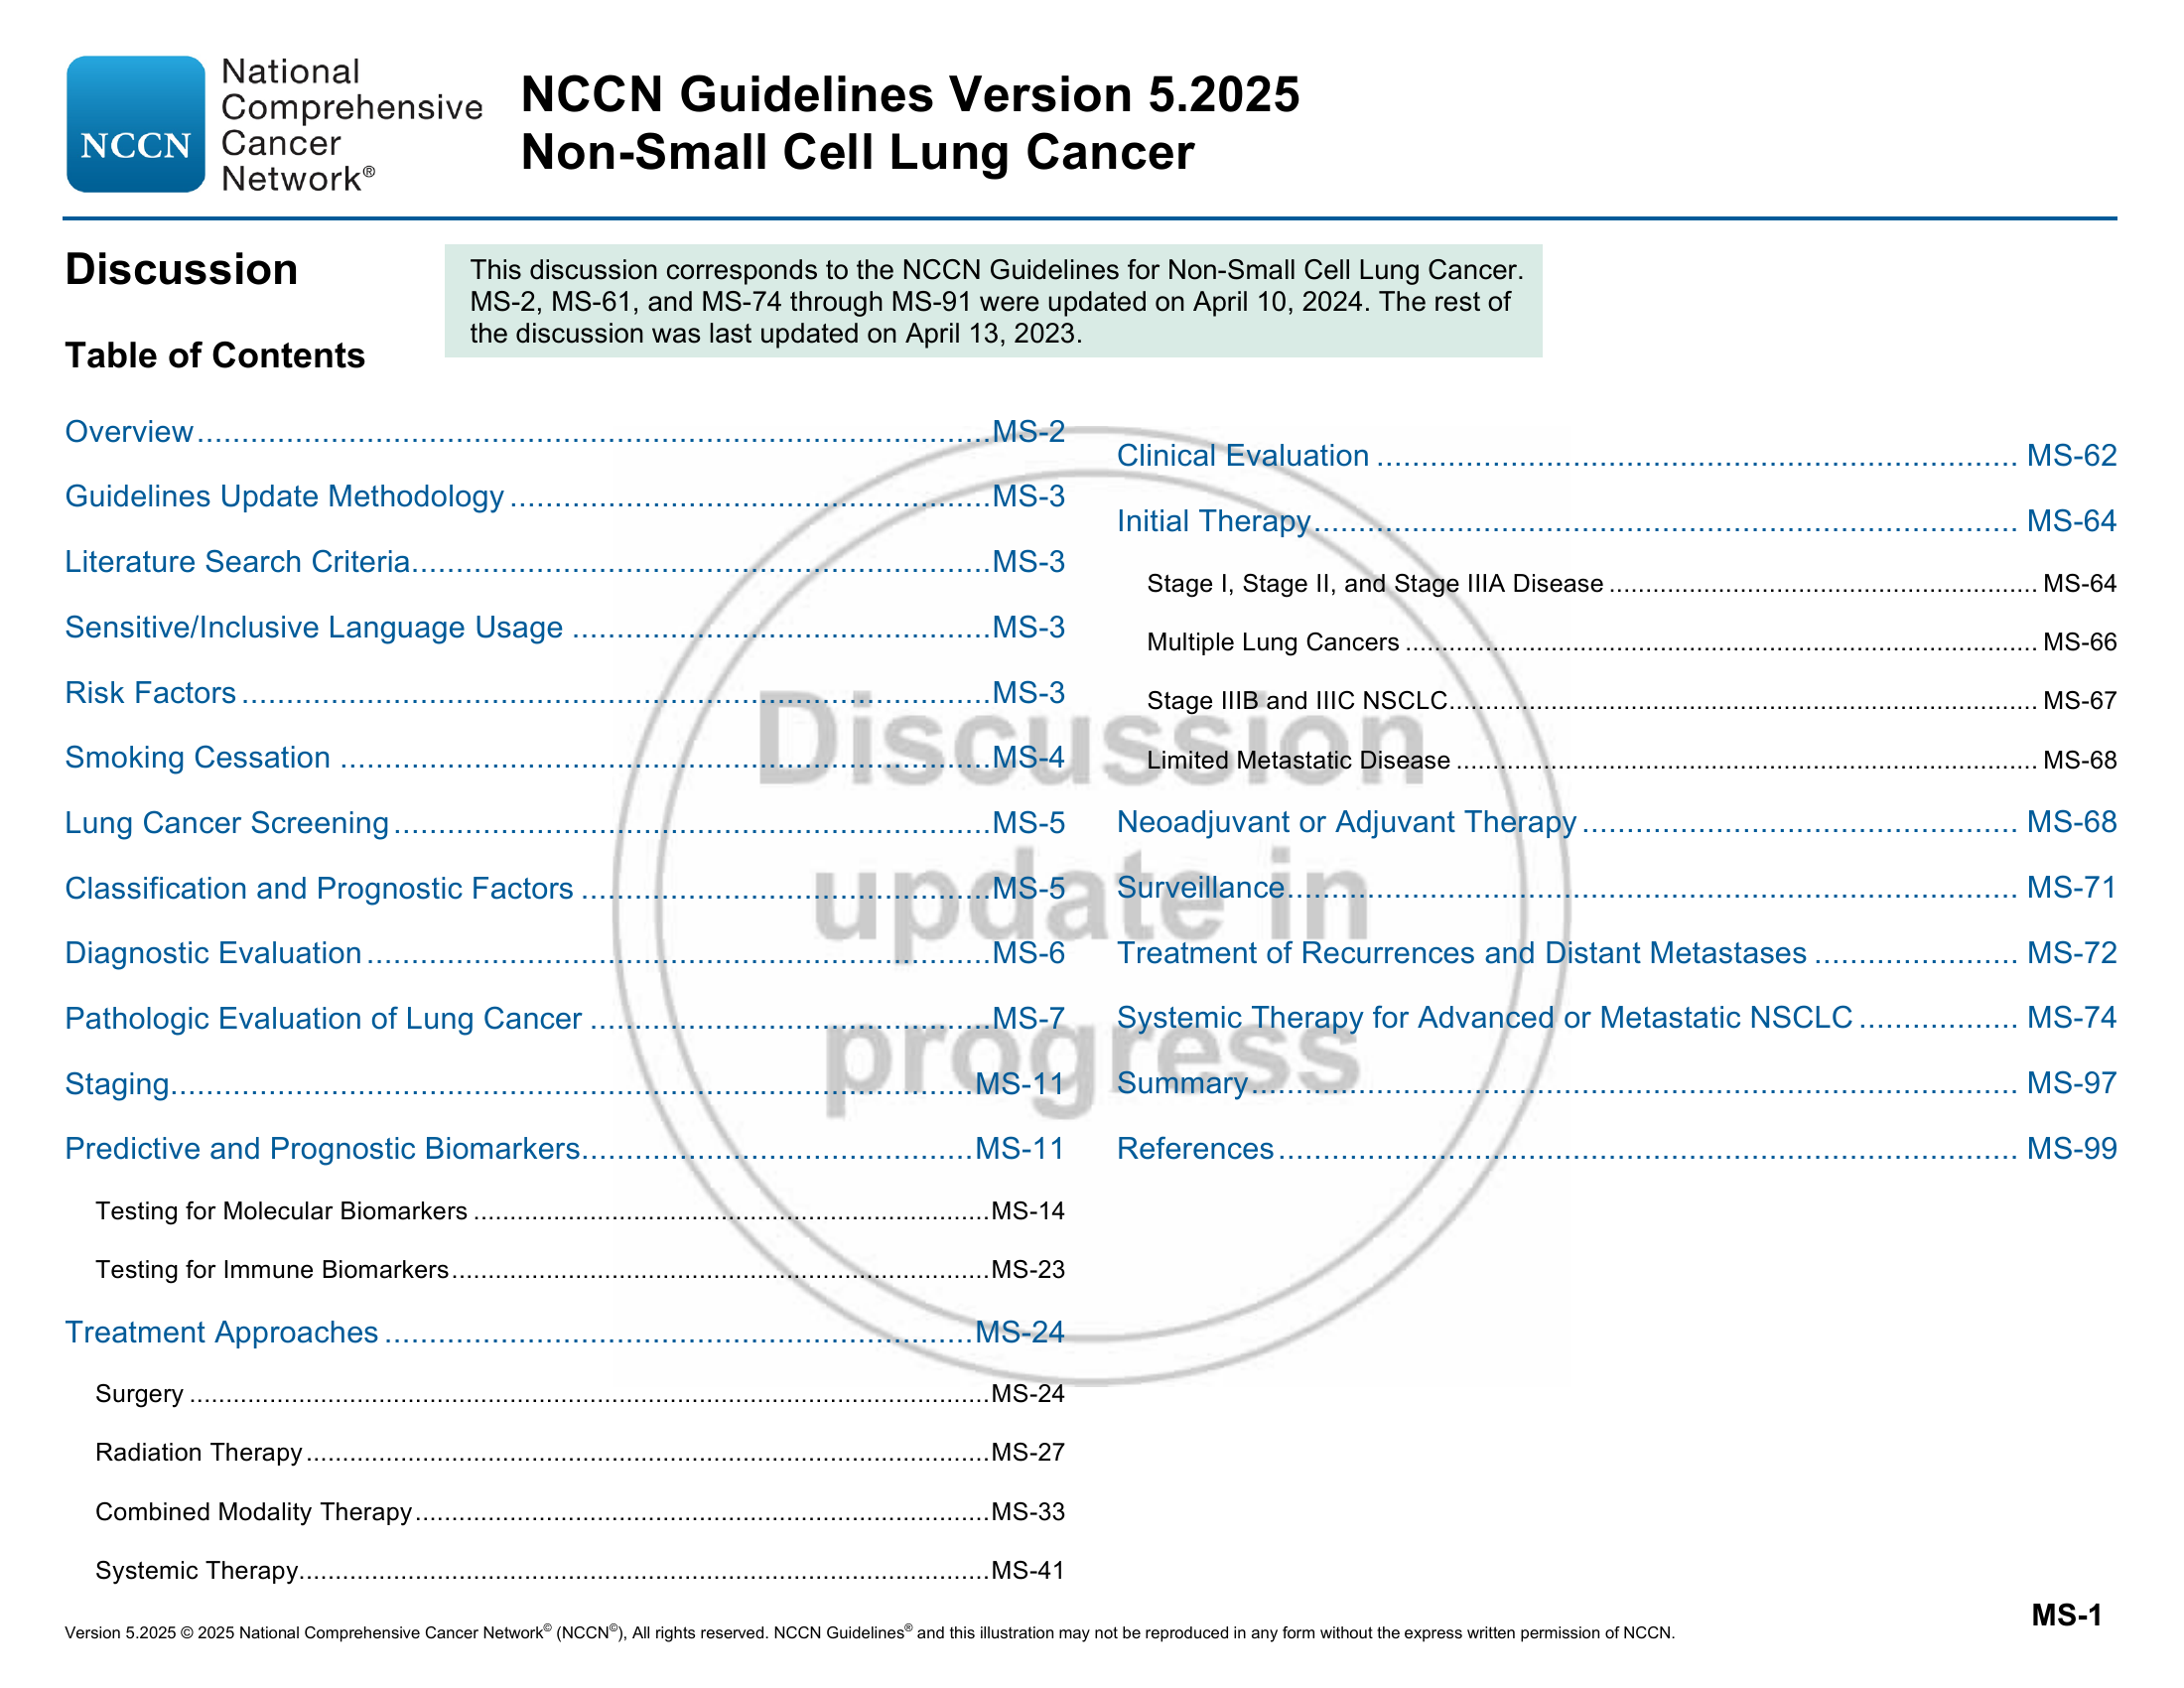 National
Comprehensive
Cancer
Network®
NCCN
NCCN Guidelines Version 5.2025
Non-Small Cell Lung Cancer
Discussion
This discussion corresponds to the NCCN Guidelines for Non-Small Cell Lung Cancer.
MS-2, MS-61, and MS-74 through MS-91 were updated on April 10, 2024. The rest of
the discussion was last updated on April 13, 2023.
Table of Contents
Overview ... MS-2
Guidelines Update Methodology ... MS-3
Literature Search Criteria ... MS-3
Sensitive/Inclusive Language Usage ... MS-3
Risk Factors ... MS-3
Smoking Cessation ... MS-4
Lung Cancer Screening ... MS-5
Classification and Prognostic Factors ... MS-5
Diagnostic Evaluation ... MS-6
Pathologic Evaluation of Lung Cancer ... MS-7
Staging ... MS-11
Predictive and Prognostic Biomarkers ... MS-11
Testing for Molecular Biomarkers ... MS-14
Testing for Immune Biomarkers ... MS-23
Treatment Approaches ... MS-24
Surgery ... MS-24
Radiation Therapy ... MS-27
Combined Modality Therapy ... MS-33
Systemic Therapy ... MS-41
Clinical Evaluation ... MS-62
Initial Therapy ... MS-64
Stage I, Stage II, and Stage IIIA Disease ... MS-64
Multiple Lung Cancers ... MS-66
Stage IIIB and IIIC NSCLC ... MS-67
Limited Metastatic Disease ... MS-68
Neoadjuvant or Adjuvant Therapy ... MS-68
Surveillance ... MS-71
Treatment of Recurrences and Distant Metastases ... MS-72
Systemic Therapy for Advanced or Metastatic NSCLC ... MS-74
Summary ... MS-97
References ... MS-99
Discussion
update in
progress
MS-1
Version 5.2025 © 2025 National Comprehensive Cancer Network© (NCCN©), All rights reserved. NCCN Guidelines® and this illustration may not be reproduced in any form without the express written permission of NCCN.